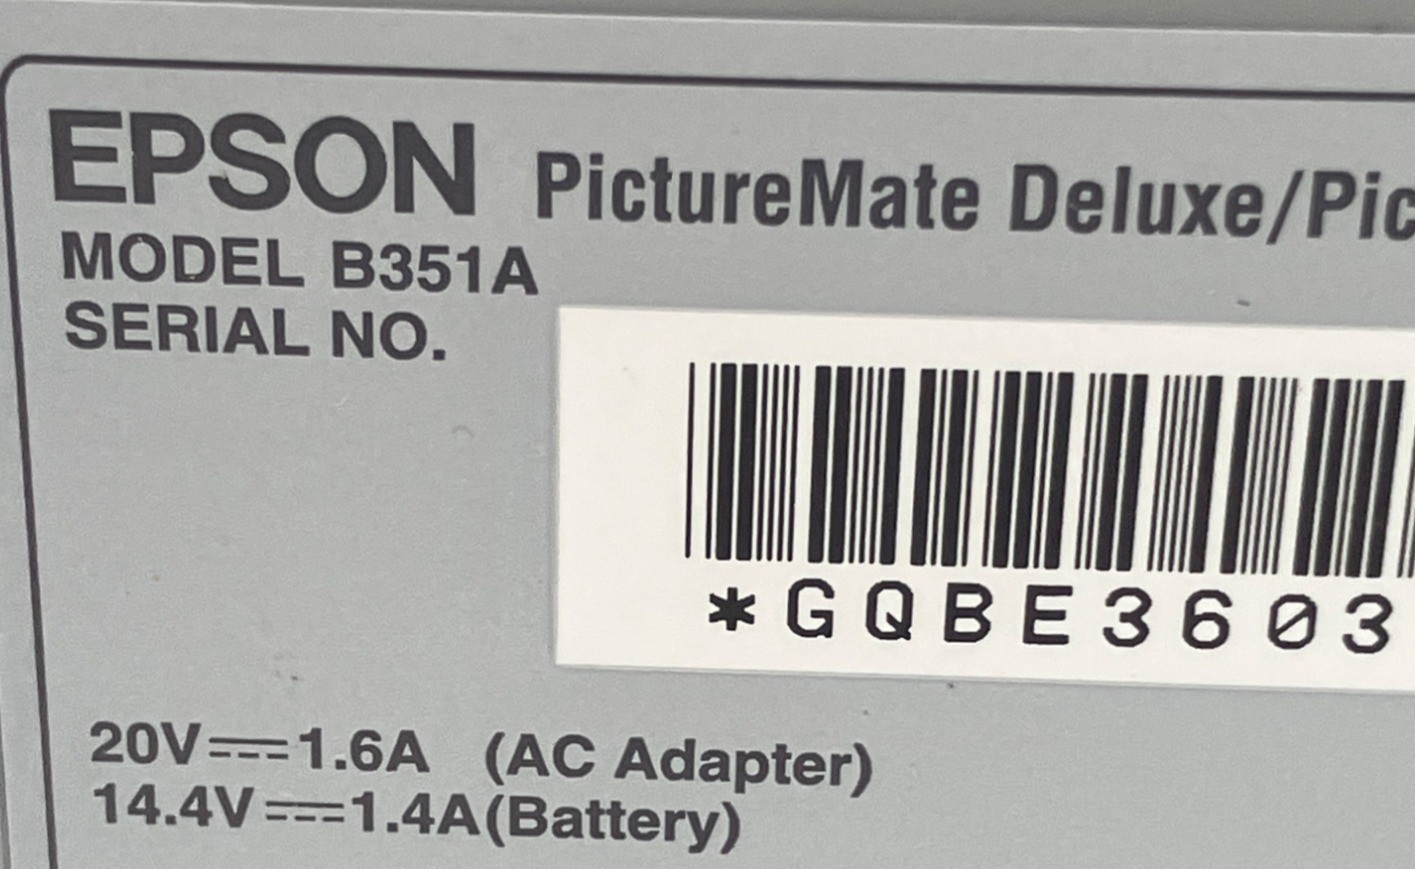 EPSON PictureMate Deluxe/Pic
MODEL B351A
SERIAL NO.
*GQBE3603
20V⎓1.6A (AC Adapter)
14.4V⎓1.4A(Battery)